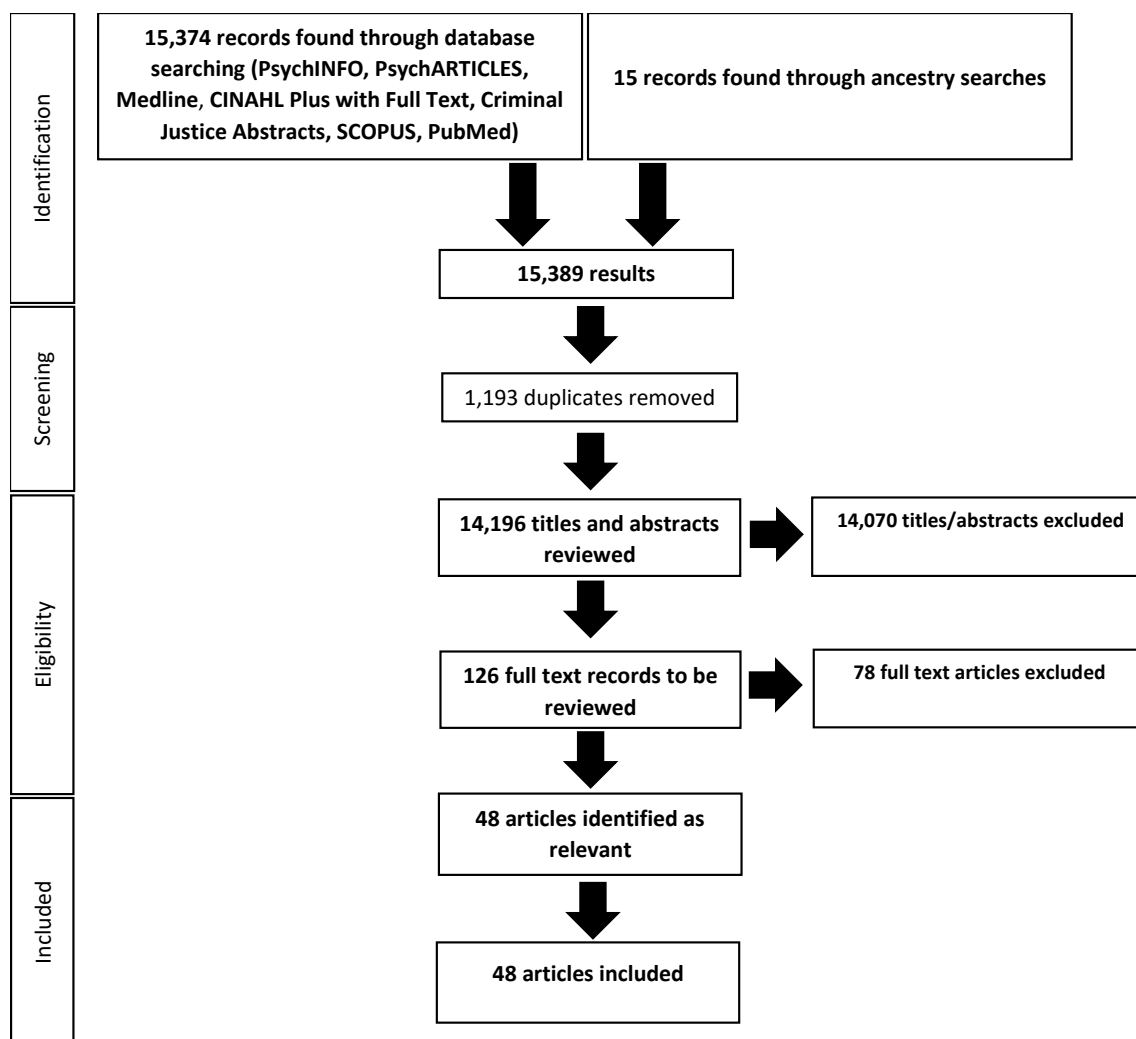 Identification
15,374 records found through database
searching (PsychINFO, PsychARTICLES,
Medline, CINAHL Plus with Full Text, Criminal
Justice Abstracts, SCOPUS, PubMed)
15 records found through ancestry searches
15,389 results
Screening
1,193 duplicates removed
Eligibility
14,196 titles and abstracts
reviewed
14,070 titles/abstracts excluded
126 full text records to be
reviewed
78 full text articles excluded
Included
48 articles identified as
relevant
48 articles included